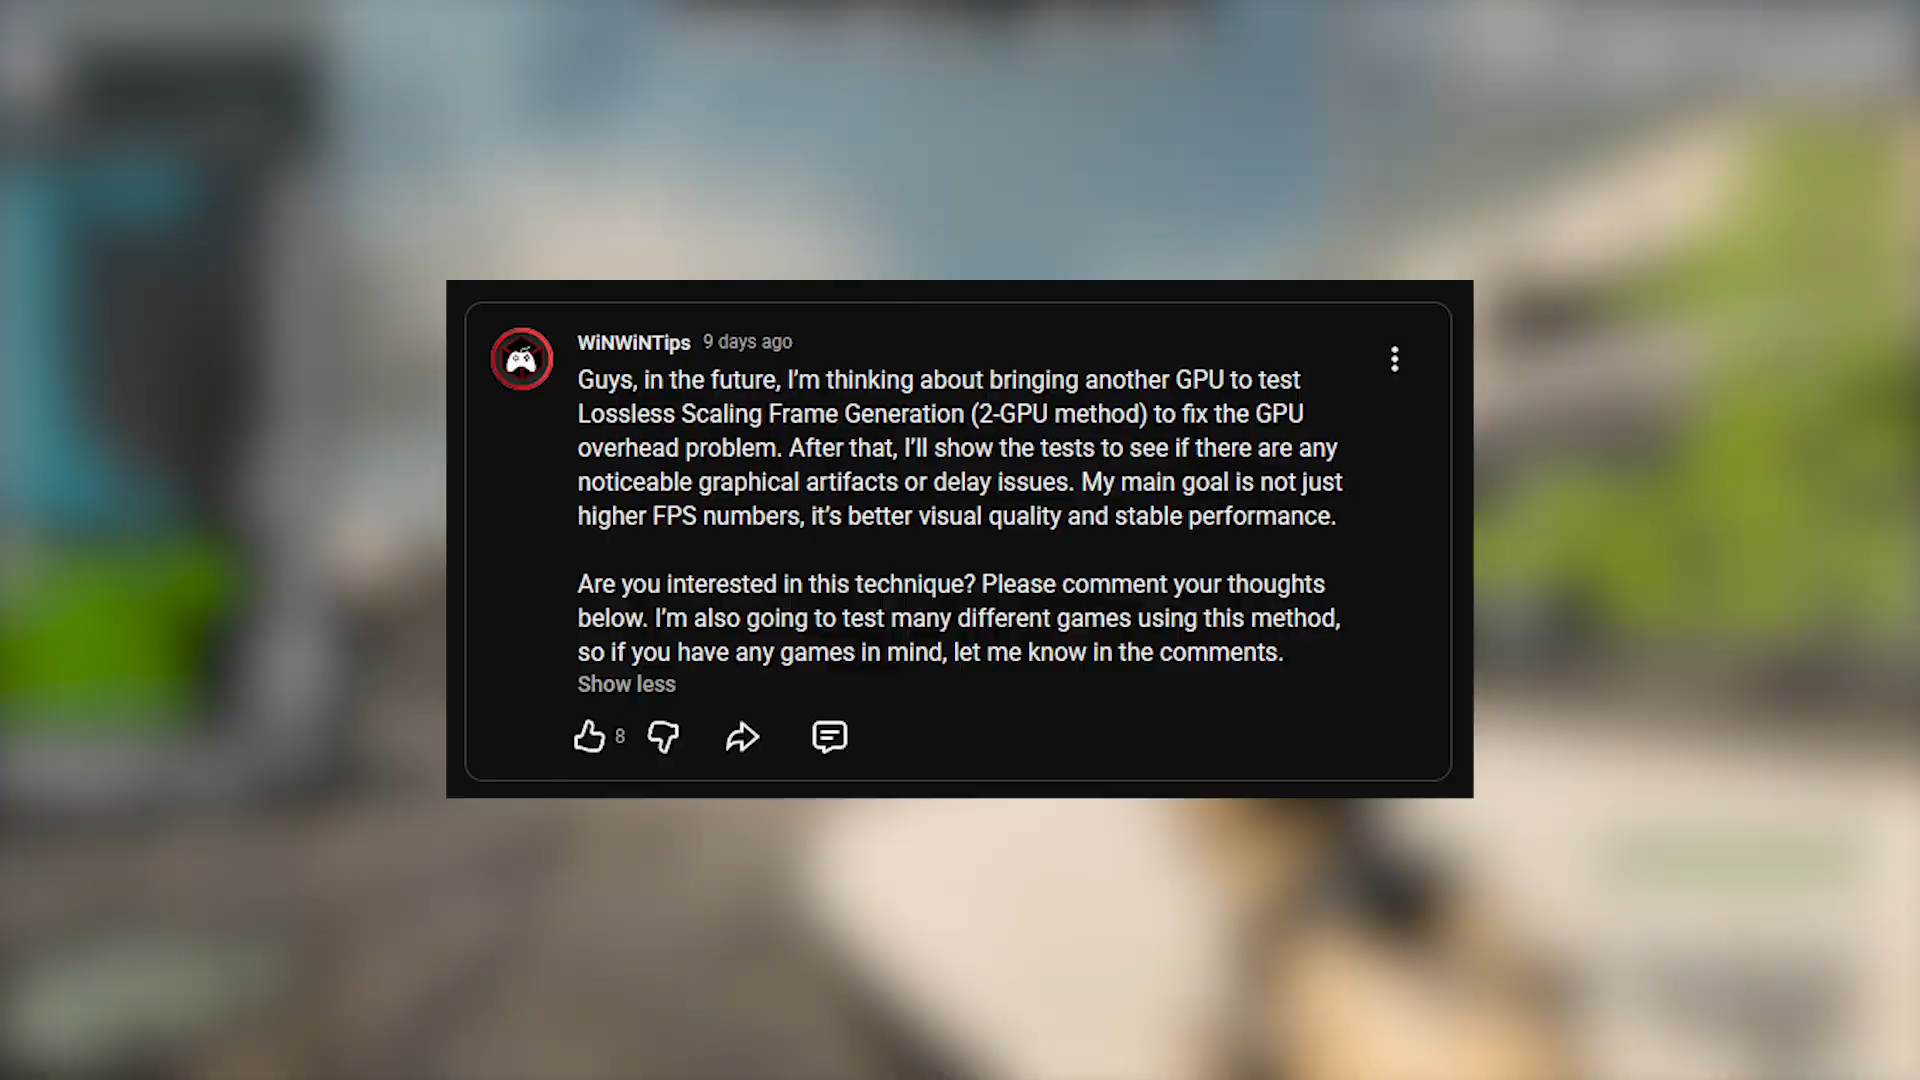 WiNWiNTips 9 days ago
Guys, in the future, I’m thinking about bringing another GPU to test
Lossless Scaling Frame Generation (2-GPU method) to fix the GPU
overhead problem. After that, I’ll show the tests to see if there are any
noticeable graphical artifacts or delay issues. My main goal is not just
higher FPS numbers, it’s better visual quality and stable performance.
Are you interested in this technique? Please comment your thoughts
below. I’m also going to test many different games using this method,
so if you have any games in mind, let me know in the comments.
Show less
8